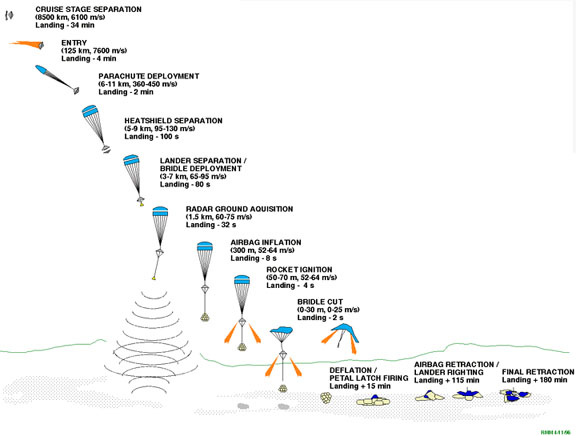 CRUISE STAGE SEPARATION
(8500 km, 6100 m/s)
Landing - 34 min
ENTRY
(125 km, 7600 m/s)
Landing - 4 min
PARACHUTE DEPLOYMENT
(6-11 km, 360-450 m/s)
Landing - 2 min
HEATSHIELD SEPARATION
(5-9 km, 95-130 m/s)
Landing - 100 s
LANDER SEPARATION /
BRIDLE DEPLOYMENT
(3-7 km, 65-95 m/s)
Landing - 80 s
RADAR GROUND AQUISITION
(1.5 km, 60-75 m/s)
Landing - 32 s
AIRBAG INFLATION
(300 m, 52-64 m/s)
Landing - 8 s
ROCKET IGNITION
(50-70 m, 52-64 m/s)
Landing - 4 s
BRIDLE CUT
(0-30 m, 0-25 m/s)
Landing - 2 s
DEFLATION /
PETAL LATCH FIRING
Landing + 15 min
AIRBAG RETRACTION /
ANDER RIGHTING
Landing + 115 min
FINAL RETRACTION
Landing + 180 min